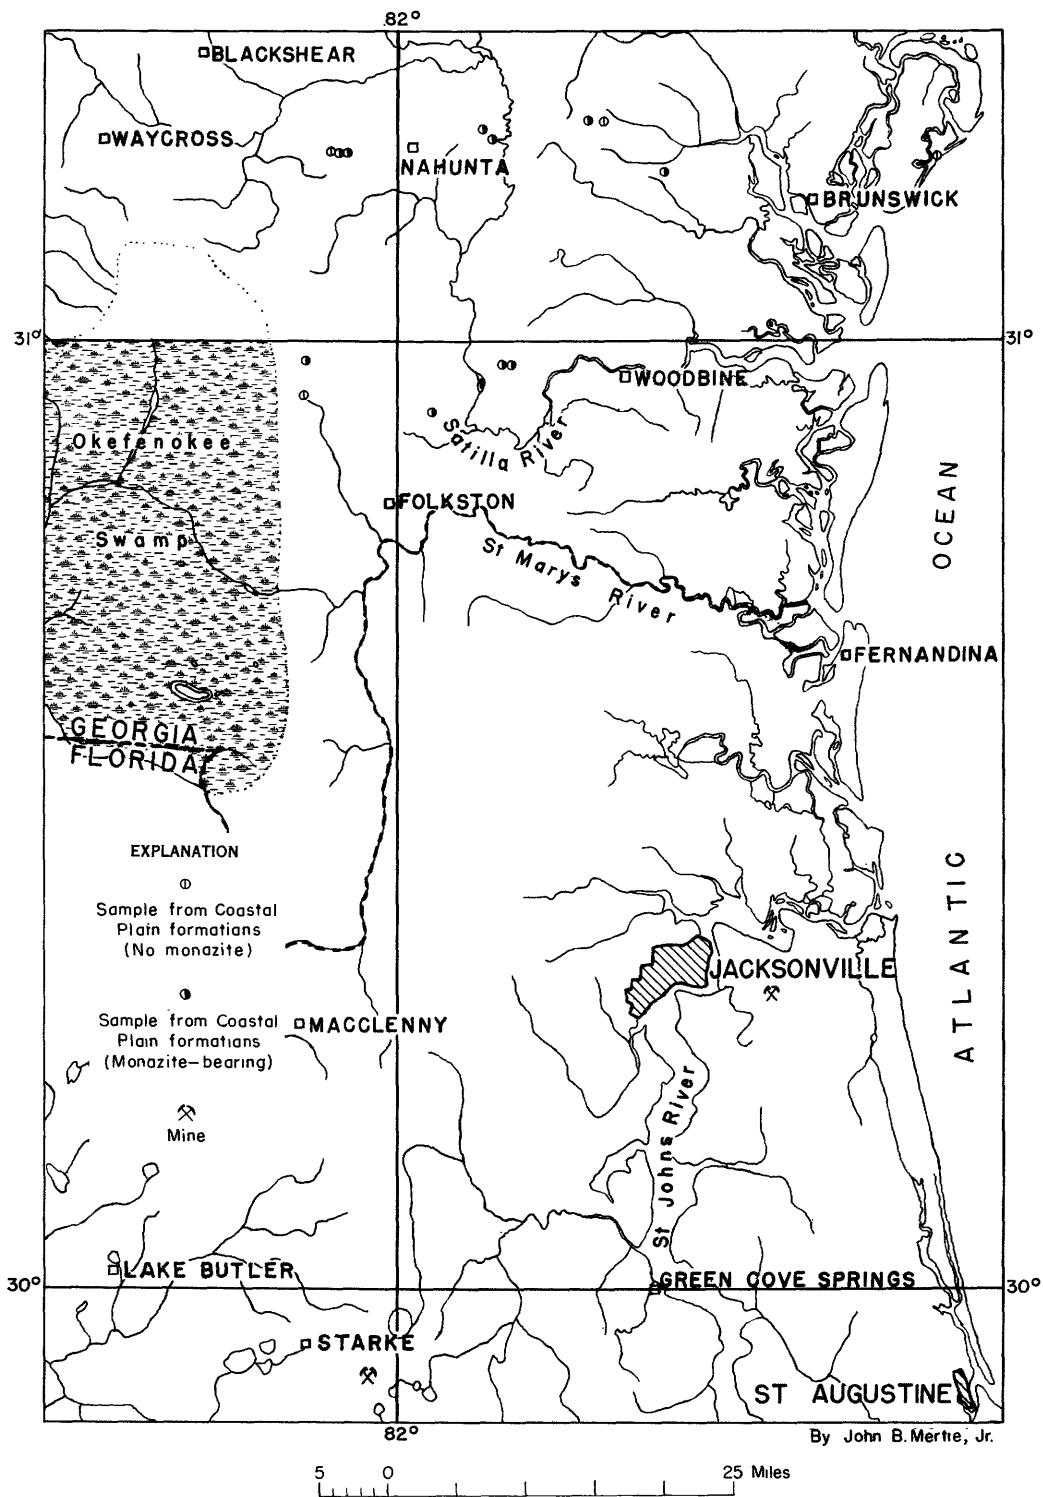 82°
BLACKSHEAR
WAYCROSS
NAHUNTA
BRUNSWICK
31°
31°
WOODBINE
Okefenokee
Satilla River
OCEAN
FOLKSTON
Swamp
St Marys River
FERNANDINA
GEORGIA
FLORIDA
EXPLANATION
Sample from Coastal
Plain formatians
(No monazite)
ATLANTIC
JACKSONVILLE
Sample from Coastal
Plain formations
(Monazite-bearing)
MACCLENNY
Mine
St Johns River
LAKE BUTLER
30°
GREEN COVE SPRINGS
30°
STARKE
ST AUGUSTINE
82°
By John B. Mertie, Jr.
5 0 25 Miles